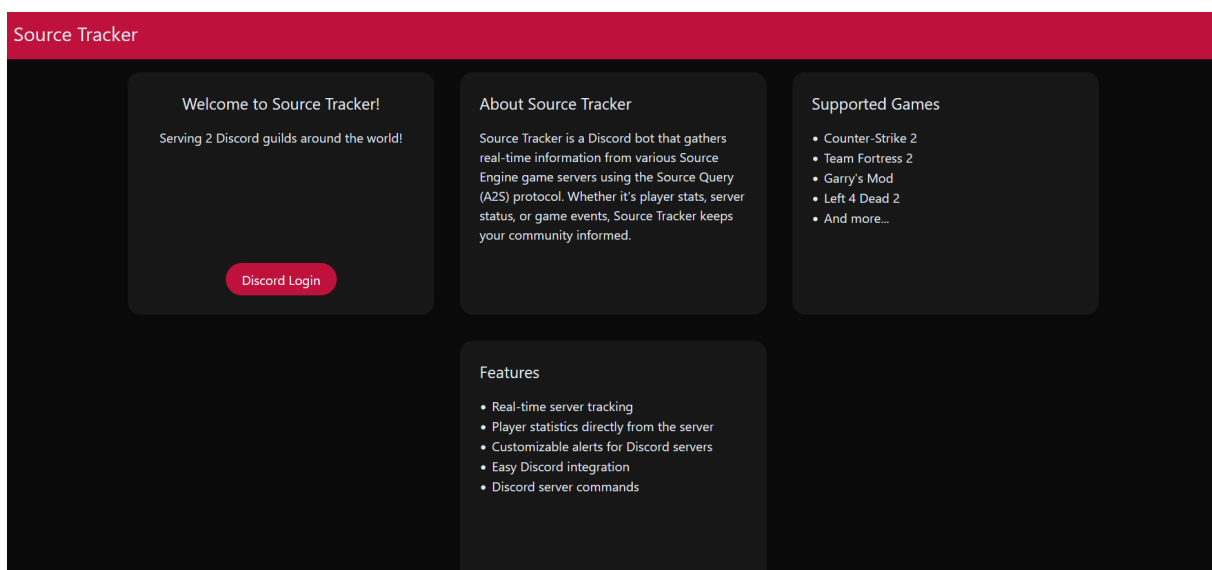 Source Tracker
Welcome to Source Tracker!
Serving 2 Discord guilds around the world!
Discord Login
About Source Tracker
Source Tracker is a Discord bot that gathers
real-time information from various Source
Engine game servers using the Source Query
(A2S) protocol. Whether it's player stats, server
status, or game events, Source Tracker keeps
your community informed.
Supported Games
• Counter-Strike 2
• Team Fortress 2
• Garry's Mod
• Left 4 Dead 2
• And more...
Features
• Real-time server tracking
• Player statistics directly from the server
• Customizable alerts for Discord servers
• Easy Discord integration
• Discord server commands